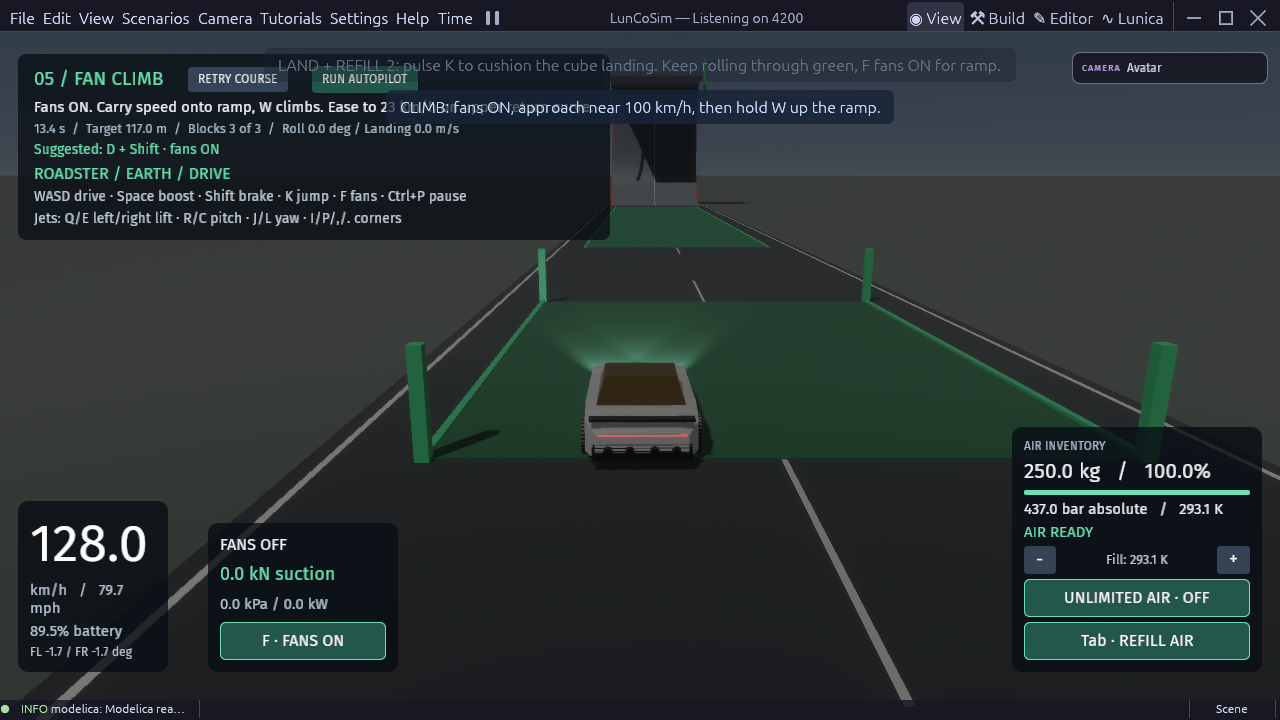 File Edit View Scenarios Camera Tutorials Settings Help Time
LunCoSim — Listening on 4200
View Build Editor Lunica
LAND + REFILL 2: pulse K to cushion the cube landing. Keep rolling through green, F fans ON for ramp.
CLIMB: fans ON, approach near 100 km/h, then hold W up the ramp.
05 / FAN CLIMB
RETRY COURSE
RUN AUTOPILOT
Fans ON. Carry speed onto ramp, W climbs. Ease to 23
13.4 s / Target 117.0 m / Blocks 3 of 3 / Roll 0.0 deg / Landing 0.0 m/s
Suggested: D + Shift · fans ON
ROADSTER / EARTH / DRIVE
WASD drive · Space boost · Shift brake · K jump · F fans · Ctrl+P pause
Jets: Q/E left/right lift · R/C pitch · J/L yaw · I/P/,/. corners
CAMERA Avatar
128.0
km/h / 79.7
mph
89.5% battery
FL -1.7 / FR -1.7 deg
FANS OFF
0.0 kN suction
0.0 kPa / 0.0 kW
F · FANS ON
AIR INVENTORY
250.0 kg / 100.0%
437.0 bar absolute / 293.1 K
AIR READY
- Fill: 293.1 K +
UNLIMITED AIR · OFF
Tab · REFILL AIR
INFO modelica: Modelica rea...
Scene